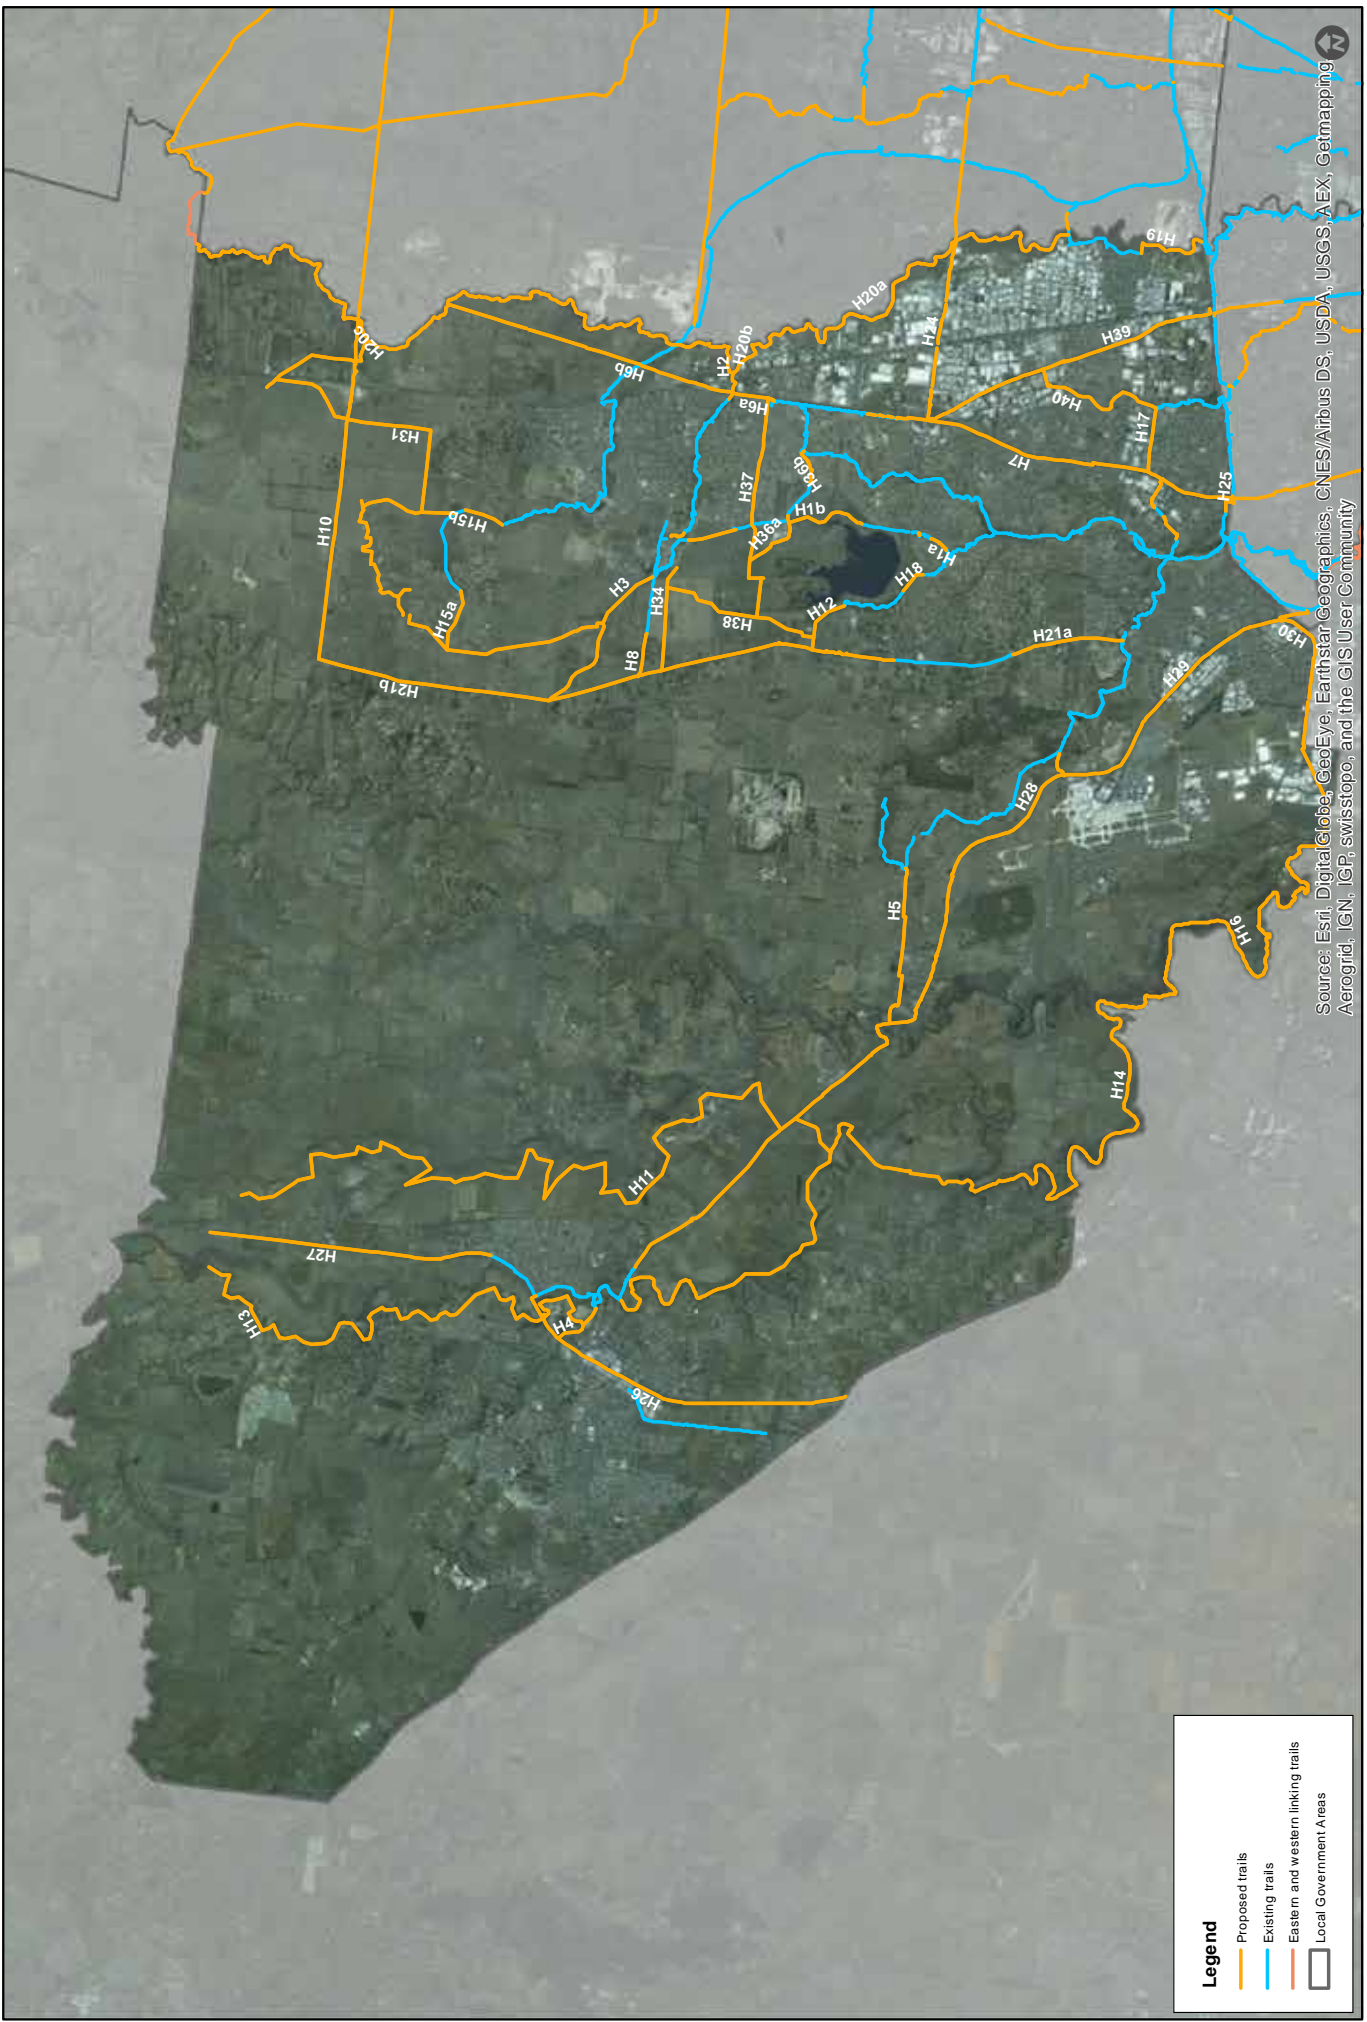 H13
H27
H4
H26
H11
H14
H16
H5
H28
H29
H30
H21a
H21b
H8
H34
H3
H38
H12
H18
H1a
H1b
H36a
H36b
H37
H15a
H15b
H10
H31
H20c
H6b
H6a
H2
H20b
H20a
H24
H39
H40
H17
H7
H25
H19
Legend
Proposed trails
Existing trails
Eastern and western linking trails
Local Government Areas
N
Source: Esri, DigitalGlobe, GeoEye, Earthstar Geographics, CNES/Airbus DS, USDA, USGS, AEX, Getmapping,
Aerogrid, IGN, IGP, swisstopo, and the GIS User Community